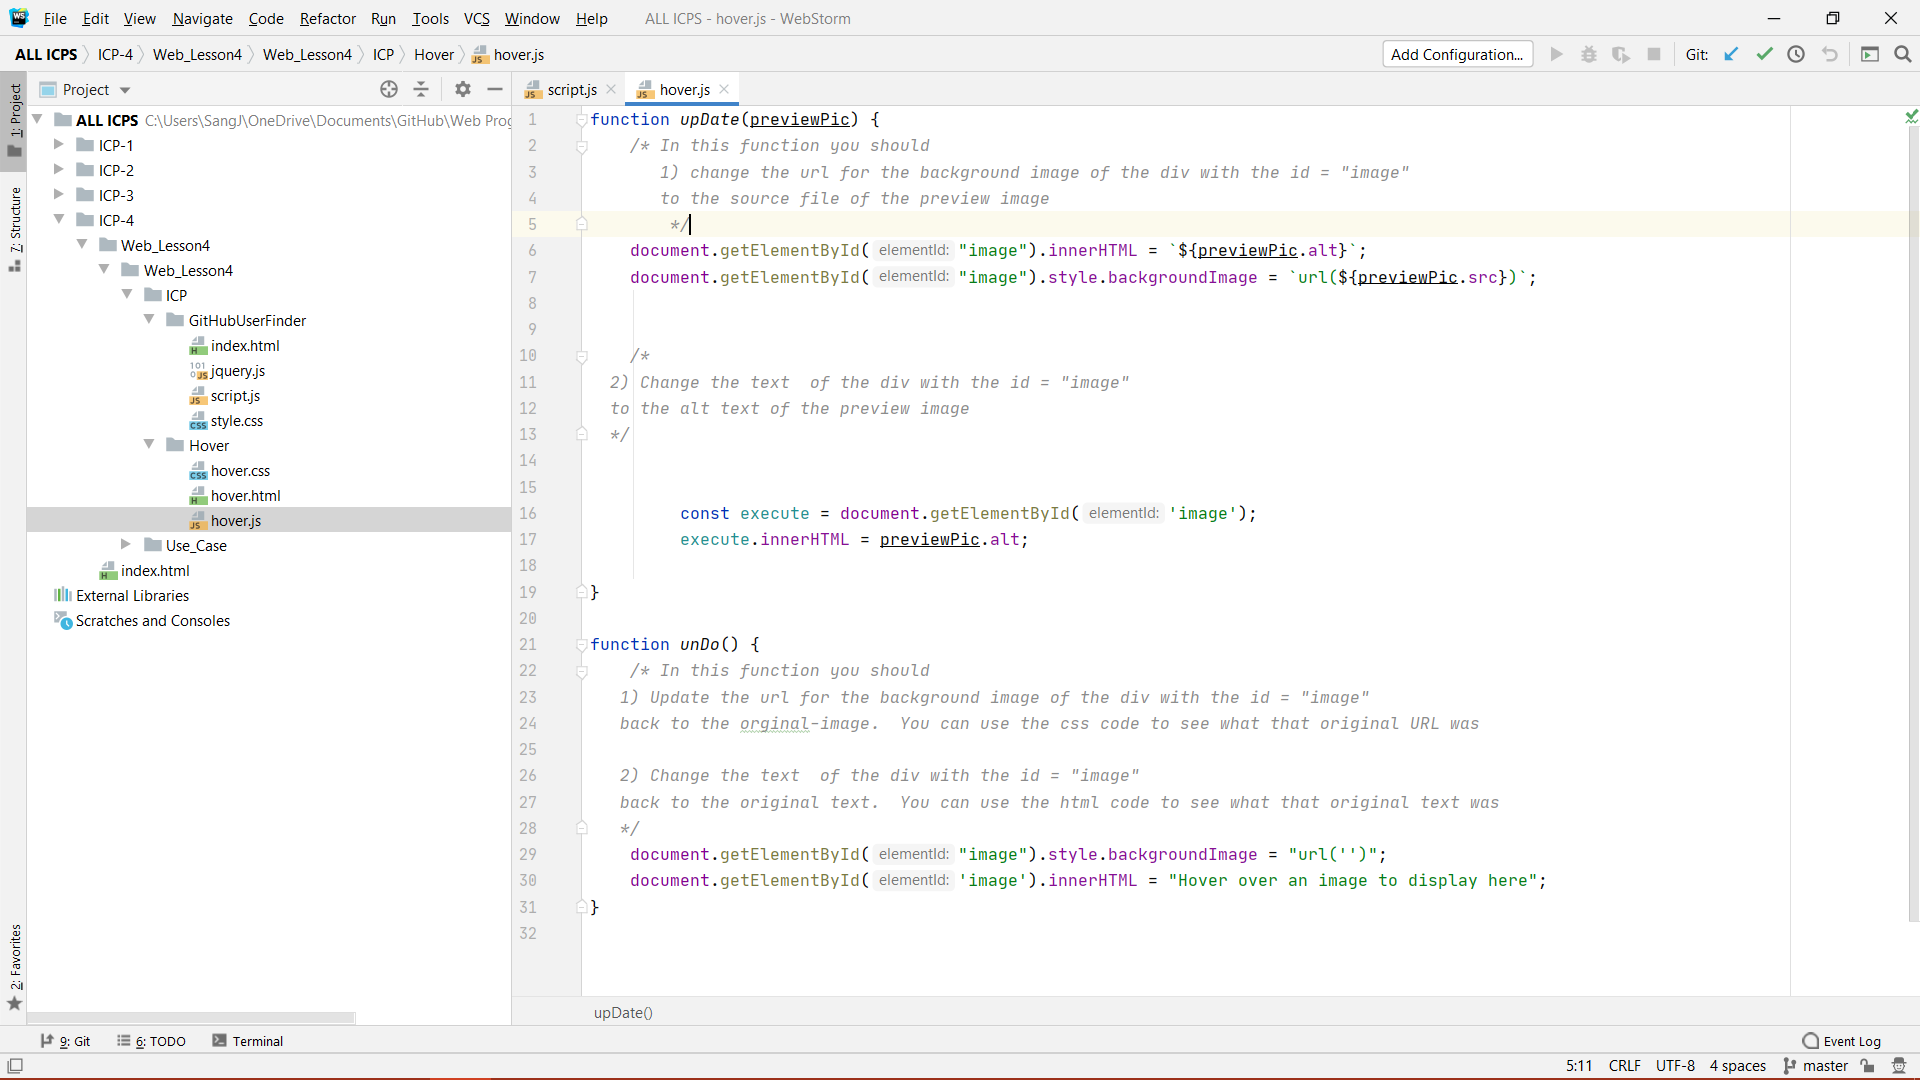 File Edit View Navigate Code Refactor Run Tools VCS Window Help ALL ICPS - hover.js - WebStorm
ALL ICPS ICP-4 Web_Lesson4 Web_Lesson4 ICP Hover hover.js Add Configuration... Git:
Project
script.js
hover.js
1: Project
7: Structure
2: Favorites
ALL ICPS C:\Users\SangJ\OneDrive\Documents\GitHub\Web Prog
ICP-1
ICP-2
ICP-3
ICP-4
Web_Lesson4
Web_Lesson4
ICP
GitHubUserFinder
index.html
jquery.js
script.js
style.css
Hover
hover.css
hover.html
hover.js
Use_Case
index.html
External Libraries
Scratches and Consoles
1 function upDate(previewPic) {
2 /* In this function you should
3 1) change the url for the background image of the div with the id = "image"
4 to the source file of the preview image
5 */
6 document.getElementById( elementId: "image").innerHTML = `${previewPic.alt}`;
7 document.getElementById( elementId: "image").style.backgroundImage = `url(${previewPic.src})`;
8
9
10 /*
11 2) Change the text  of the div with the id = "image"
12 to the alt text of the preview image
13 */
14
15
16 const execute = document.getElementById( elementId: 'image');
17 execute.innerHTML = previewPic.alt;
18
19 }
20
21 function unDo() {
22 /* In this function you should
23 1) Update the url for the background image of the div with the id = "image"
24 back to the orginal-image.  You can use the css code to see what that original URL was
25
26 2) Change the text  of the div with the id = "image"
27 back to the original text.  You can use the html code to see what that original text was
28 */
29 document.getElementById( elementId: "image").style.backgroundImage = "url('')";
30 document.getElementById( elementId: 'image').innerHTML = "Hover over an image to display here";
31 }
32
upDate()
9: Git 6: TODO Terminal Event Log
5:11 CRLF UTF-8 4 spaces master